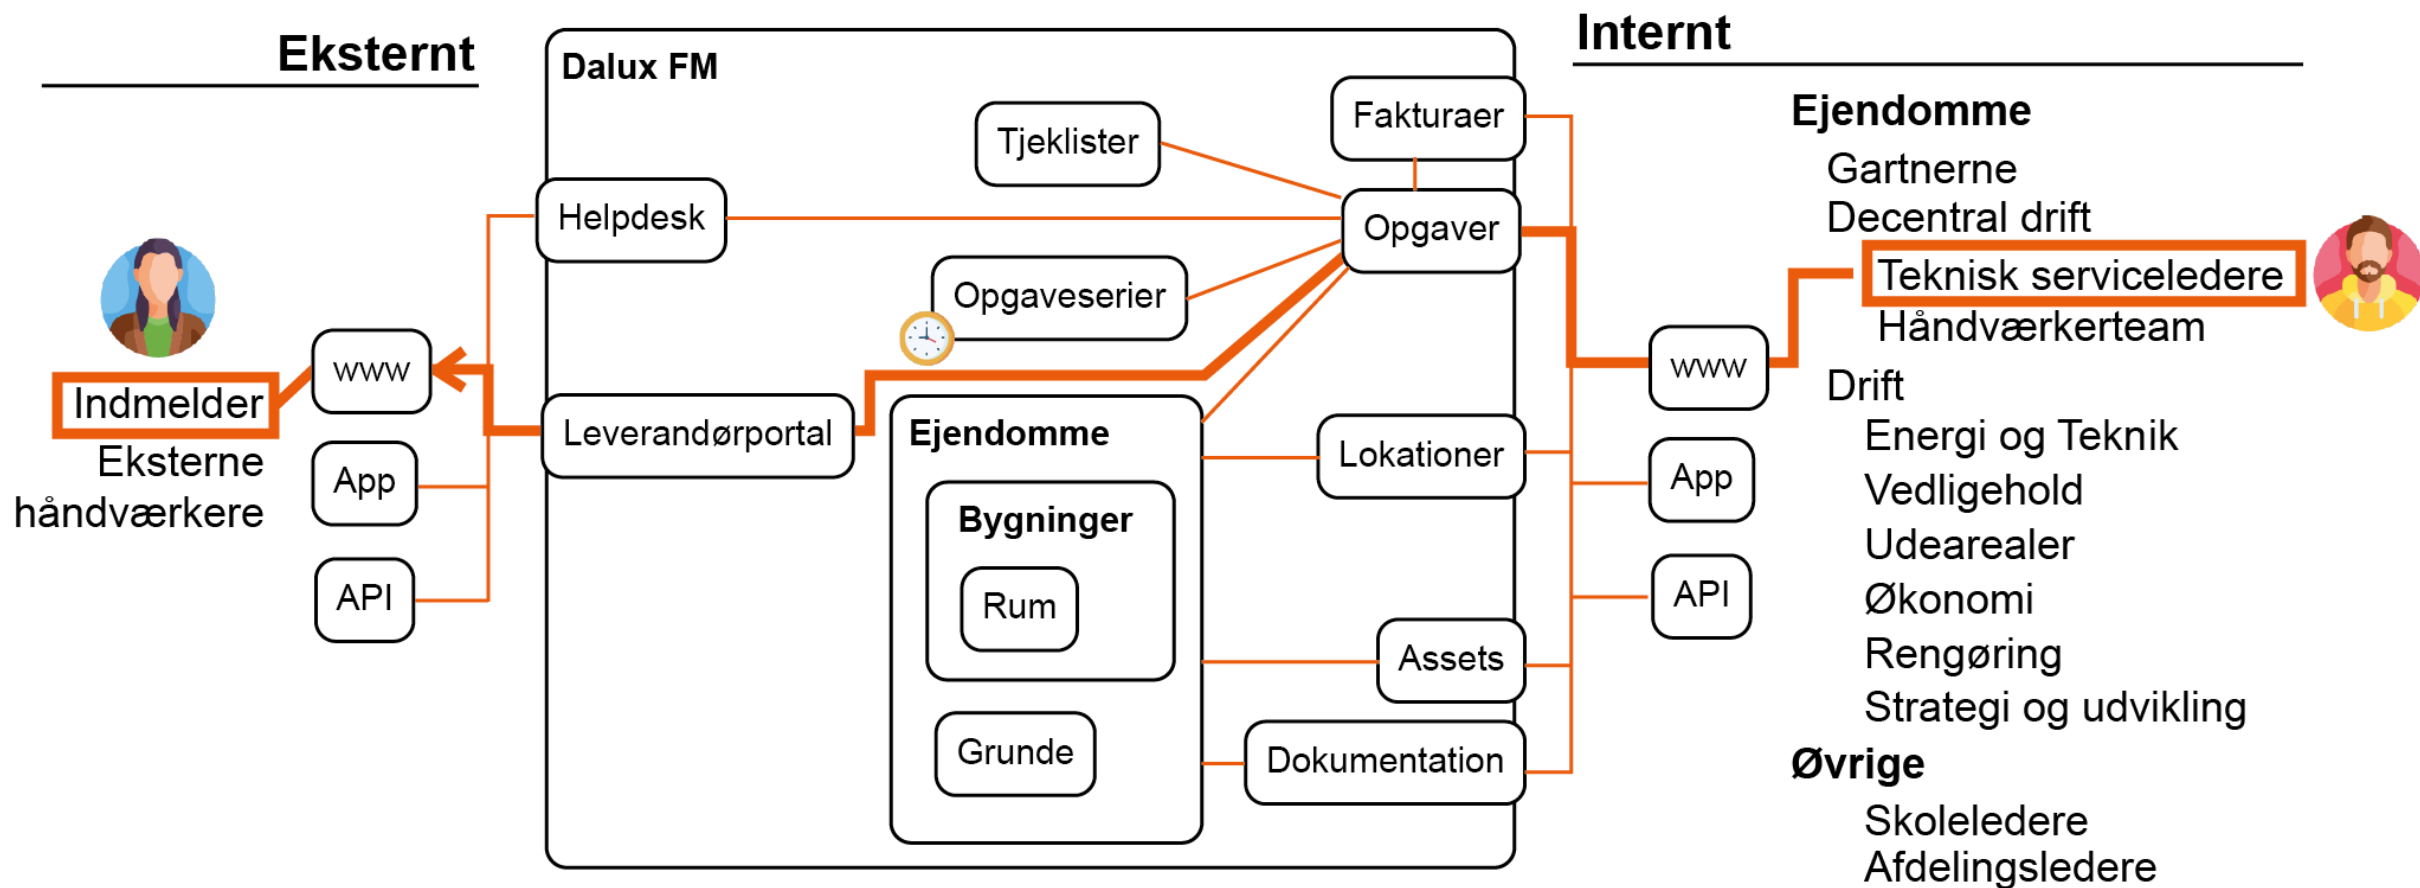 Eksternt
Indmelder
Eksterne
håndværkere
www
App
API
Dalux FM
Helpdesk
Leverandørportal
Tjeklister
Opgaveserier
Fakturaer
Opgaver
Ejendomme
Bygninger
Rum
Grunde
Lokationer
Assets
Dokumentation
www
App
API
Internt
Ejendomme
Gartnerne
Decentral drift
Teknisk serviceledere
Håndværkerteam
Drift
Energi og Teknik
Vedligehold
Udearealer
Økonomi
Rengøring
Strategi og udvikling
Øvrige
Skoleledere
Afdelingsledere